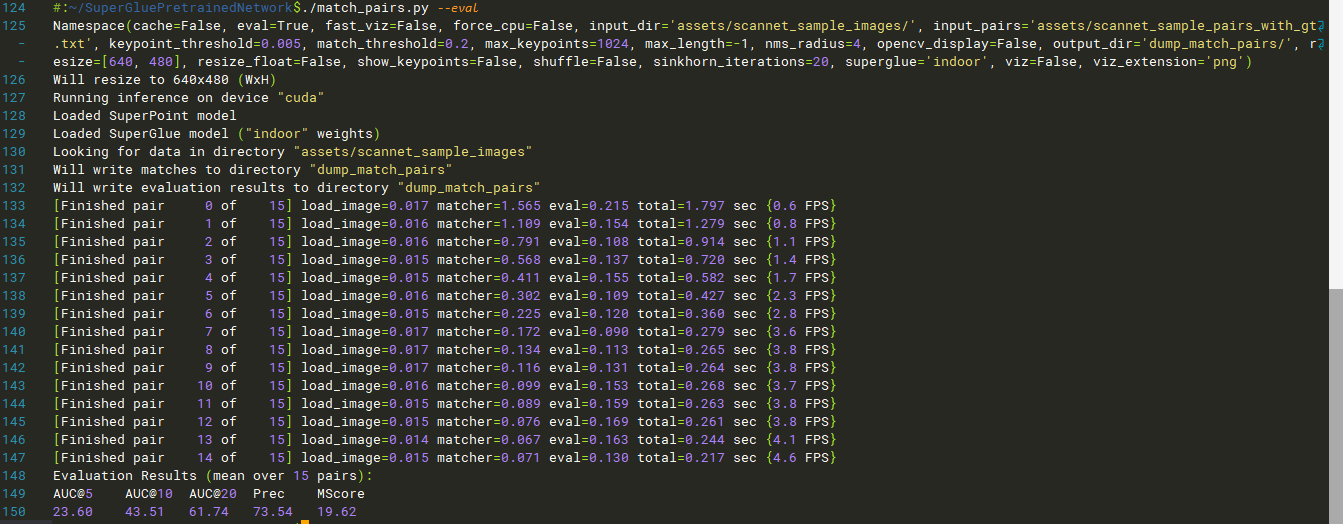 124 #:~/SuperGluePretrainedNetwork$./match_pairs.py --eval
125 Namespace(cache=False, eval=True, fast_viz=False, force_cpu=False, input_dir='assets/scannet_sample_images/', input_pairs='assets/scannet_sample_pairs_with_gt
- .txt', keypoint_threshold=0.005, match_threshold=0.2, max_keypoints=1024, max_length=-1, nms_radius=4, opencv_display=False, output_dir='dump_match_pairs/', r
- esize=[640, 480], resize_float=False, show_keypoints=False, shuffle=False, sinkhorn_iterations=20, superglue='indoor', viz=False, viz_extension='png')
126 Will resize to 640x480 (WxH)
127 Running inference on device "cuda"
128 Loaded SuperPoint model
129 Loaded SuperGlue model ("indoor" weights)
130 Looking for data in directory "assets/scannet_sample_images"
131 Will write matches to directory "dump_match_pairs"
132 Will write evaluation results to directory "dump_match_pairs"
133 [Finished pair     0 of    15] load_image=0.017 matcher=1.565 eval=0.215 total=1.797 sec {0.6 FPS}
134 [Finished pair     1 of    15] load_image=0.016 matcher=1.109 eval=0.154 total=1.279 sec {0.8 FPS}
135 [Finished pair     2 of    15] load_image=0.016 matcher=0.791 eval=0.108 total=0.914 sec {1.1 FPS}
136 [Finished pair     3 of    15] load_image=0.015 matcher=0.568 eval=0.137 total=0.720 sec {1.4 FPS}
137 [Finished pair     4 of    15] load_image=0.015 matcher=0.411 eval=0.155 total=0.582 sec {1.7 FPS}
138 [Finished pair     5 of    15] load_image=0.016 matcher=0.302 eval=0.109 total=0.427 sec {2.3 FPS}
139 [Finished pair     6 of    15] load_image=0.015 matcher=0.225 eval=0.120 total=0.360 sec {2.8 FPS}
140 [Finished pair     7 of    15] load_image=0.017 matcher=0.172 eval=0.090 total=0.279 sec {3.6 FPS}
141 [Finished pair     8 of    15] load_image=0.017 matcher=0.134 eval=0.113 total=0.265 sec {3.8 FPS}
142 [Finished pair     9 of    15] load_image=0.017 matcher=0.116 eval=0.131 total=0.264 sec {3.8 FPS}
143 [Finished pair    10 of    15] load_image=0.016 matcher=0.099 eval=0.153 total=0.268 sec {3.7 FPS}
144 [Finished pair    11 of    15] load_image=0.015 matcher=0.089 eval=0.159 total=0.263 sec {3.8 FPS}
145 [Finished pair    12 of    15] load_image=0.015 matcher=0.076 eval=0.169 total=0.261 sec {3.8 FPS}
146 [Finished pair    13 of    15] load_image=0.014 matcher=0.067 eval=0.163 total=0.244 sec {4.1 FPS}
147 [Finished pair    14 of    15] load_image=0.015 matcher=0.071 eval=0.130 total=0.217 sec {4.6 FPS}
148 Evaluation Results (mean over 15 pairs):
149 AUC@5    AUC@10  AUC@20  Prec    MScore
150 23.60    43.51   61.74   73.54   19.62